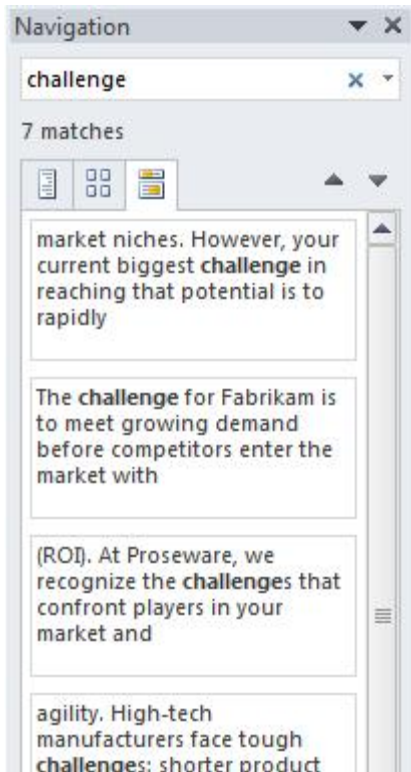 Navigation
challenge
7 matches
market niches. However, your
current biggest challenge in
reaching that potential is to
rapidly
The challenge for Fabrikam is
to meet growing demand
before competitors enter the
market with
(ROI). At Proseware, we
recognize the challenges that
confront players in your
market and
agility. High-tech
manufacturers face tough
challenges: shorter product